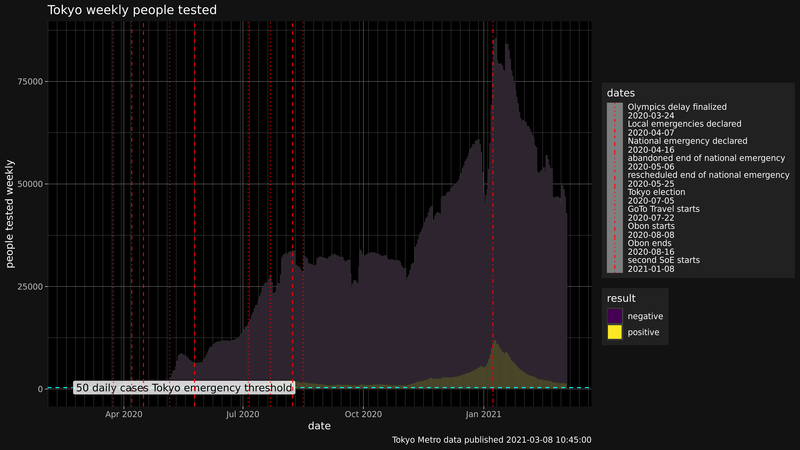 Tokyo weekly people tested
people tested weekly
75000
50000
25000
0
50 daily cases Tokyo emergency threshold
Apr 2020
Jul 2020
Oct 2020
Jan 2021
date
Tokyo Metro data published 2021-03-08 10:45:00
dates
Olympics delay finalized
2020-03-24
Local emergencies declared
2020-04-07
National emergency declared
2020-04-16
abandoned end of national emergency
2020-05-06
rescheduled end of national emergency
2020-05-25
Tokyo election
2020-07-05
GoTo Travel starts
2020-07-22
Obon starts
2020-08-08
Obon ends
2020-08-16
second SoE starts
2021-01-08
result
negative
positive